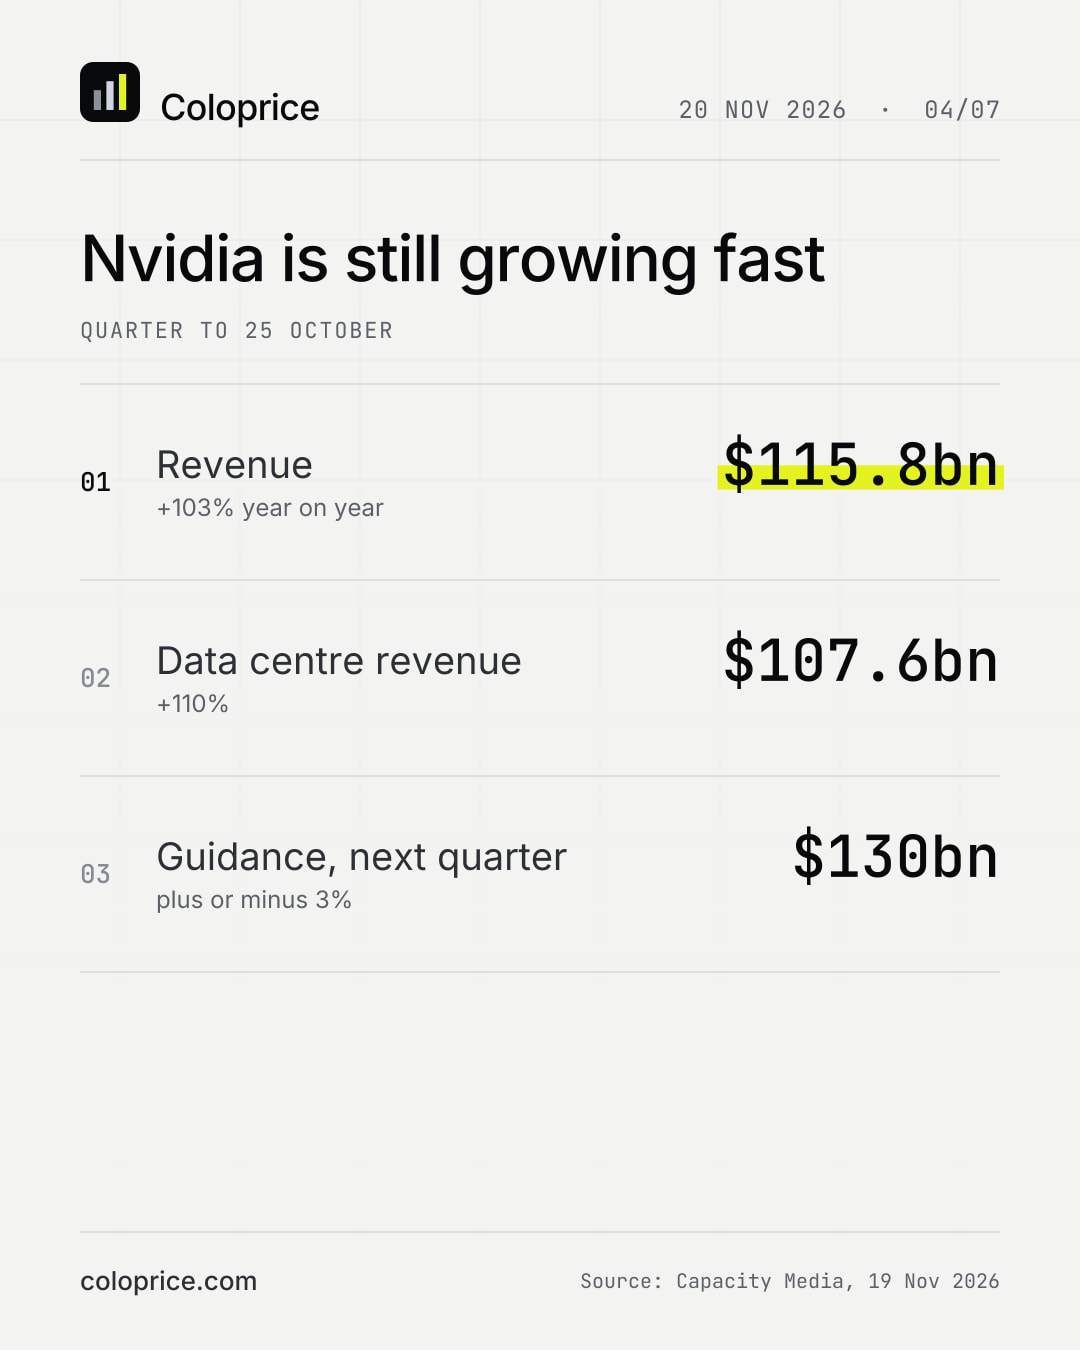 Coloprice
20 NOV 2026 · 04/07
Nvidia is still growing fast
QUARTER TO 25 OCTOBER
01
Revenue
+103% year on year
$115.8bn
02
Data centre revenue
+110%
$107.6bn
03
Guidance, next quarter
plus or minus 3%
$130bn
coloprice.com
Source: Capacity Media, 19 Nov 2026